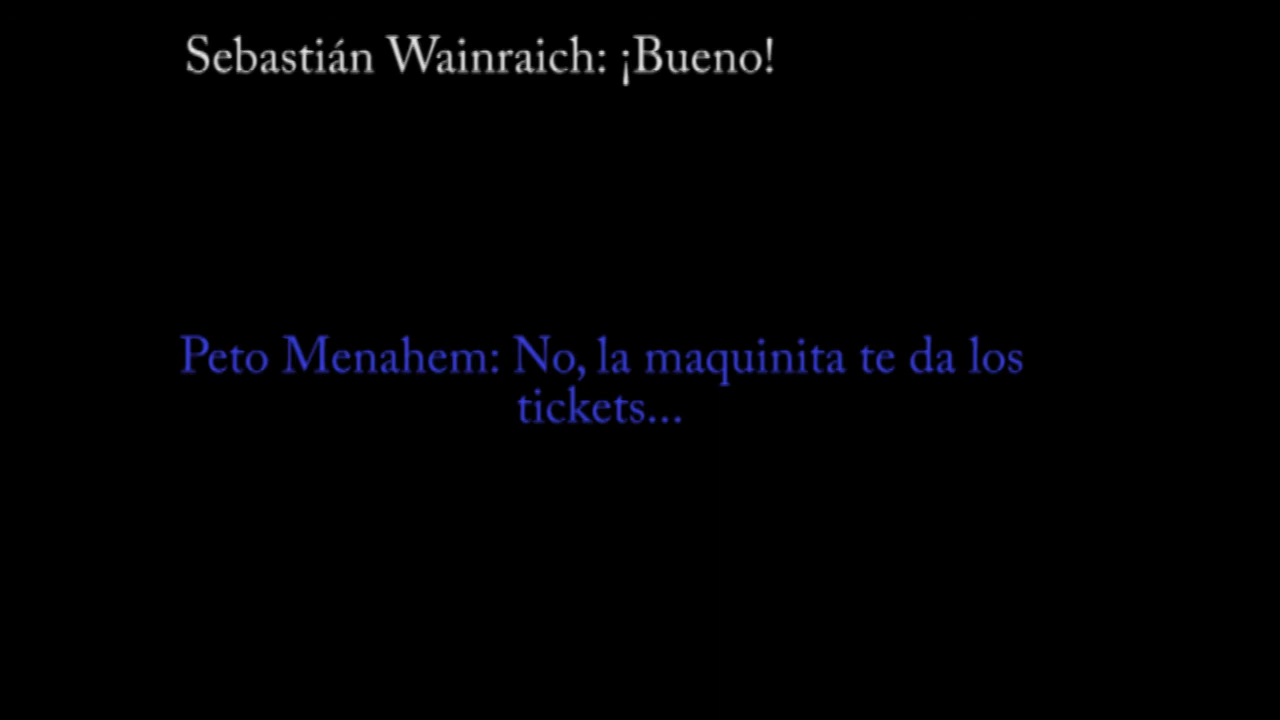 Sebastián Wainraich: ¡Bueno!
Peto Menahem: No, la maquinita te da los
tickets...